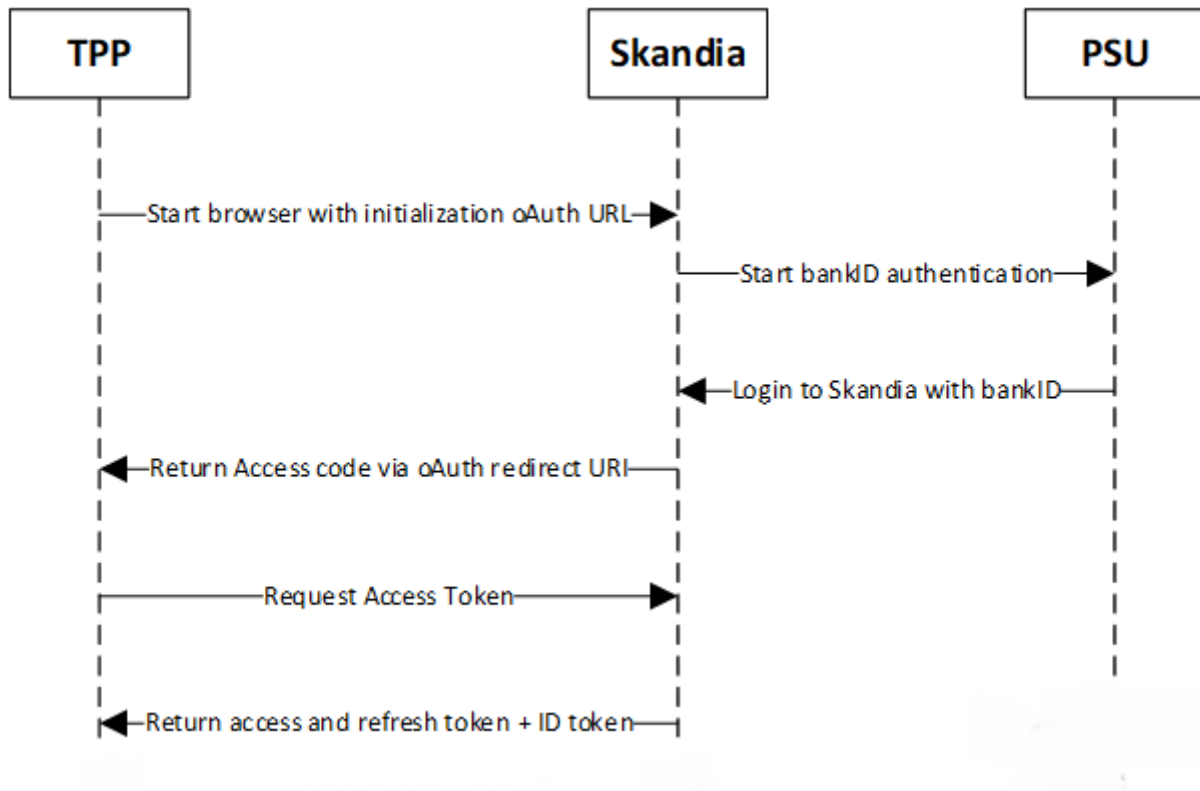 TPP
Skandia
PSU
Start browser with initialization oAuth URL
Start bankID authentication
Login to Skandia with bankID
Return Access code via oAuth redirect URI
Request Access Token
Return access and refresh token + ID token